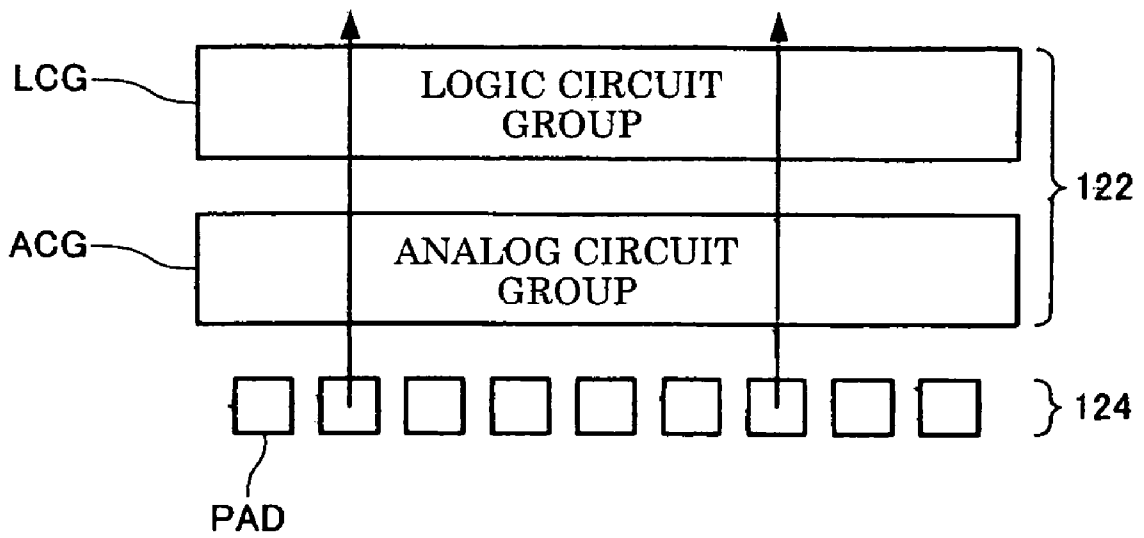 LCG
LOGIC CIRCUIT
GROUP
122
ACG
ANALOG CIRCUIT
GROUP
124
PAD